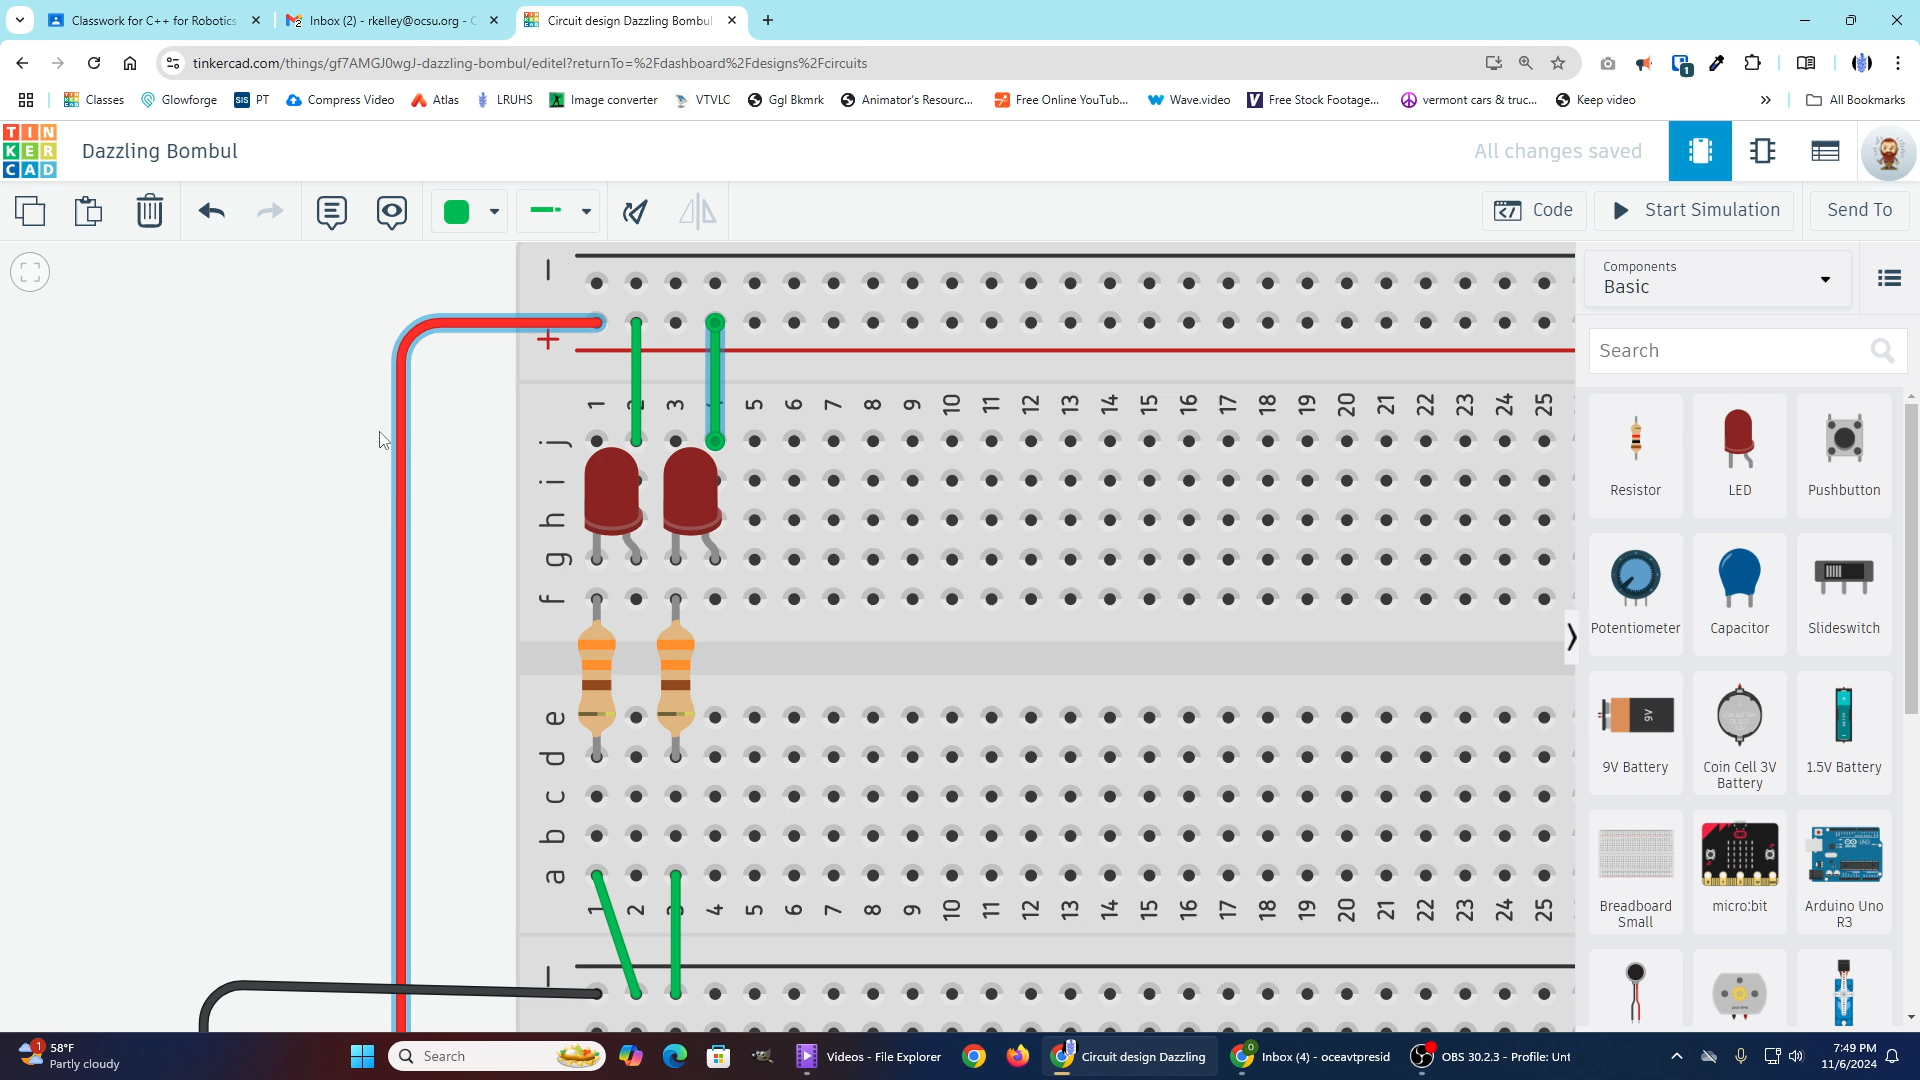 Classwork for C++ for Robotics
Inbox (2) - rkelley@ocsu.org - C
Circuit design Dazzling Bombul
tinkercad.com/things/gf7AMGJ0wgJ-dazzling-bombul/editel?returnTo=%2Fdashboard%2Fdesigns%2Fcircuits
1
Classes
Glowforge
SIS PT
Compress Video
Atlas
LRUHS
Image converter
VTVLC
Ggl Bkmrk
Animator's Resourc...
Free Online YouTub...
Wave.video
Free Stock Footage...
vermont cars & truc...
Keep video
»
All Bookmarks
TINKERCAD
Dazzling Bombul
All changes saved
Code
Start Simulation
Send To
Components
Basic
Search
Resistor
LED
Pushbutton
Potentiometer
Capacitor
Slideswitch
9V
9V Battery
Coin Cell 3V Battery
1.5V Battery
Breadboard Small
micro:bit
Arduino Uno R3
− +
1 2 3 5 6 7 8 9 10 11 12 13 14 15 16 17 18 19 20 21 22 23 24 25
j
i
h
g
f
e
d
c
b
a
1 2 3 4 5 6 7 8 9 10 11 12 13 14 15 16 17 18 19 20 21 22 23 24 25
−
1
58°F
Partly cloudy
Search
Videos - File Explorer
Circuit design Dazzling
0
Inbox (4) - oceavtpresid
OBS 30.2.3 - Profile: Unt
7:49 PM
11/6/2024